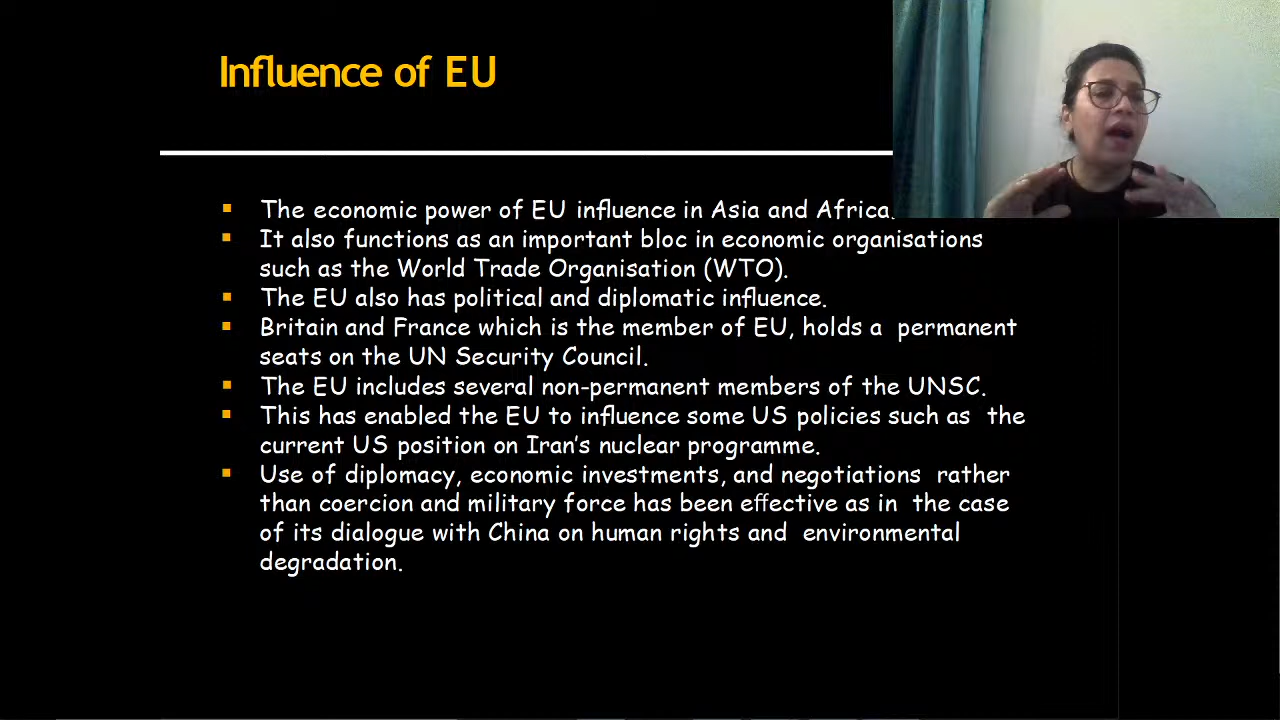 Influence of EU
▪ The economic power of EU influence in Asia and Africa.
▪ It also functions as an important bloc in economic organisations
such as the World Trade Organisation (WTO).
▪ The EU also has political and diplomatic influence.
▪ Britain and France which is the member of EU, holds a permanent
seats on the UN Security Council.
▪ The EU includes several non-permanent members of the UNSC.
▪ This has enabled the EU to influence some US policies such as the
current US position on Iran's nuclear programme.
▪ Use of diplomacy, economic investments, and negotiations rather
than coercion and military force has been effective as in the case
of its dialogue with China on human rights and environmental
degradation.